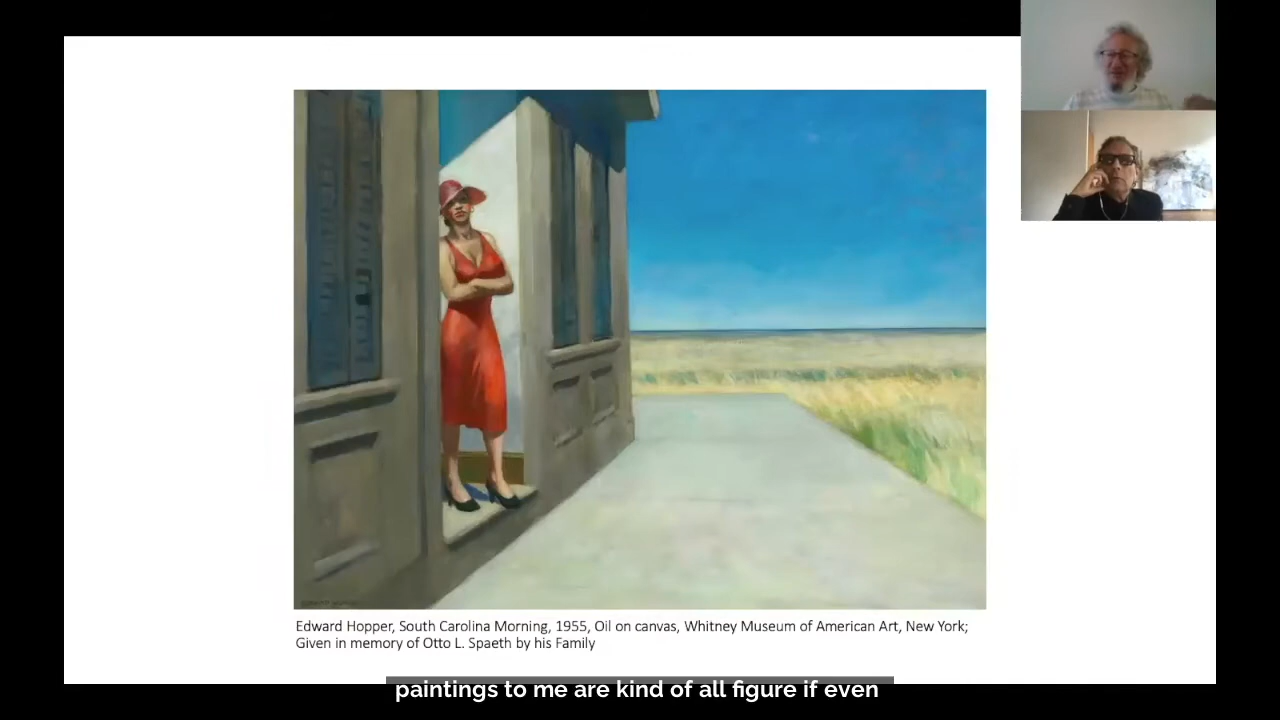 Edward Hopper, South Carolina Morning, 1955, Oil on canvas, Whitney Museum of American Art, New York;
Given in memory of Otto L. Spaeth by his Family
paintings to me are kind of all figure if even